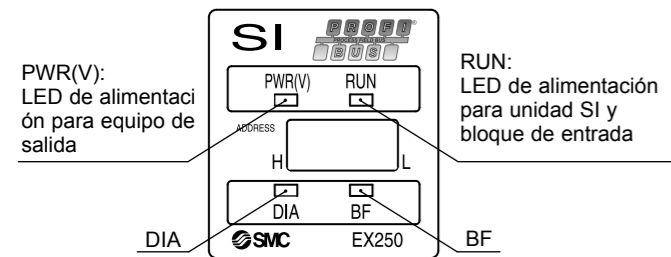 SI
PROFI
PROCESS FIELD BUS
BUS
PWR(V):
LED de alimentaci
ón para equipo de
salida
RUN:
LED de alimentación
para unidad SI y
bloque de entrada
PWR(V) RUN
ADDRESS
H L
DIA BF
DIA
BF
SMC EX250